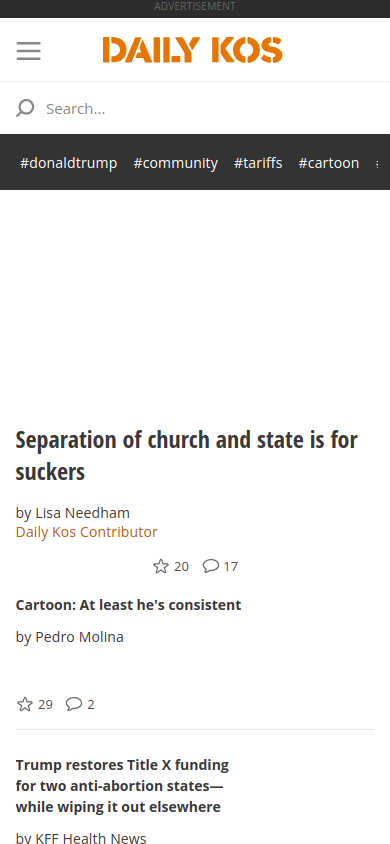 ADVERTISEMENT
DAILY KOS
Search...
#donaldtrump #community #tariffs #cartoon
Separation of church and state is for
suckers
by Lisa Needham
Daily Kos Contributor
20 17
Cartoon: At least he's consistent
by Pedro Molina
29 2
Trump restores Title X funding
for two anti-abortion states—
while wiping it out elsewhere
by KFF Health News